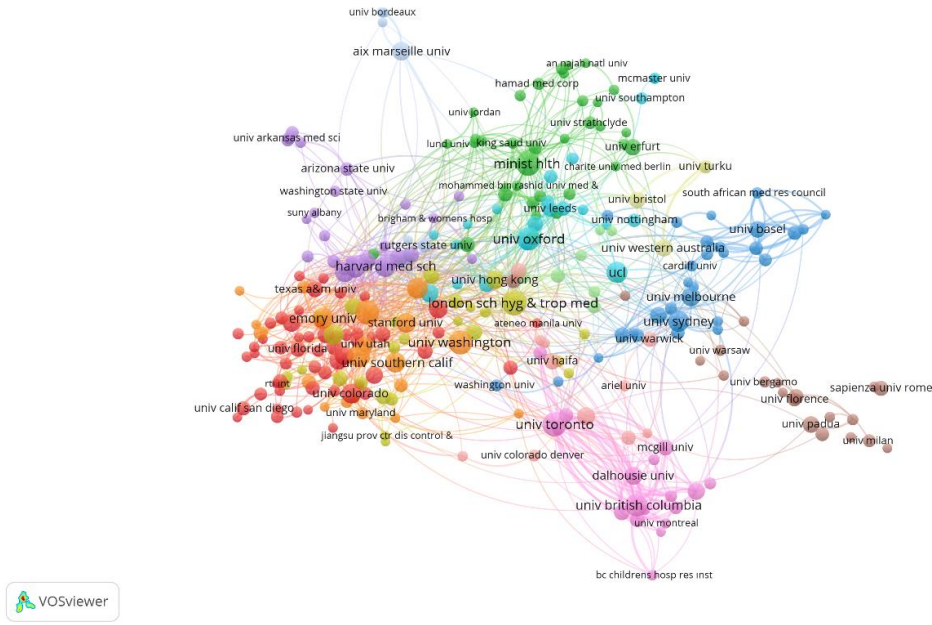 univ bordeaux
aix marseille univ
an najah natl univ
hamad med corp
mcmaster univ
univ southampton
univ jordan
univ strathclyde
univ arkansas med sci
lund univ
king saud univ
univ erfurt
minist hlth
charite univ med berlin
univ turku
arizona state univ
mohammed bin rashid univ med &
washington state univ
south african med res council
univ bristol
suny albany
brigham & womens hosp
univ leeds
univ nottingham
univ basel
univ oxford
rutgers state univ
univ western australia
harvard med sch
univ hong kong
ucl
cardiff univ
texas a&m univ
london sch hyg & trop med
univ melbourne
emory univ
stanford univ
ateneo manila univ
univ sydney
univ florida
univ utah
univ washington
univ warwick
univ southern calif
univ haifa
univ warsaw
rti int
univ colorado
washington univ
ariel univ
univ bergamo
sapienza univ rome
univ florence
univ calif san diego
univ maryland
univ toronto
univ padua
jiangsu prov ctr dis control &
univ milan
univ colorado denver
mcgill univ
dalhousie univ
univ british columbia
univ montreal
bc childrens hosp res inst
VOSviewer